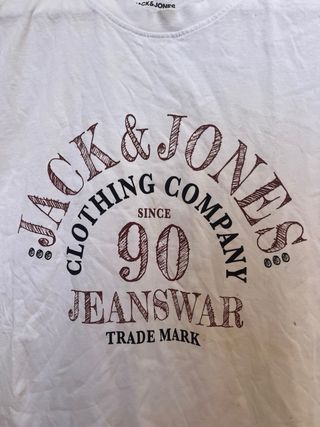 JACK&JONES
JACK & JONES
CLOTHING COMPANY
SINCE
90
JEANSWAR
TRADE MARK